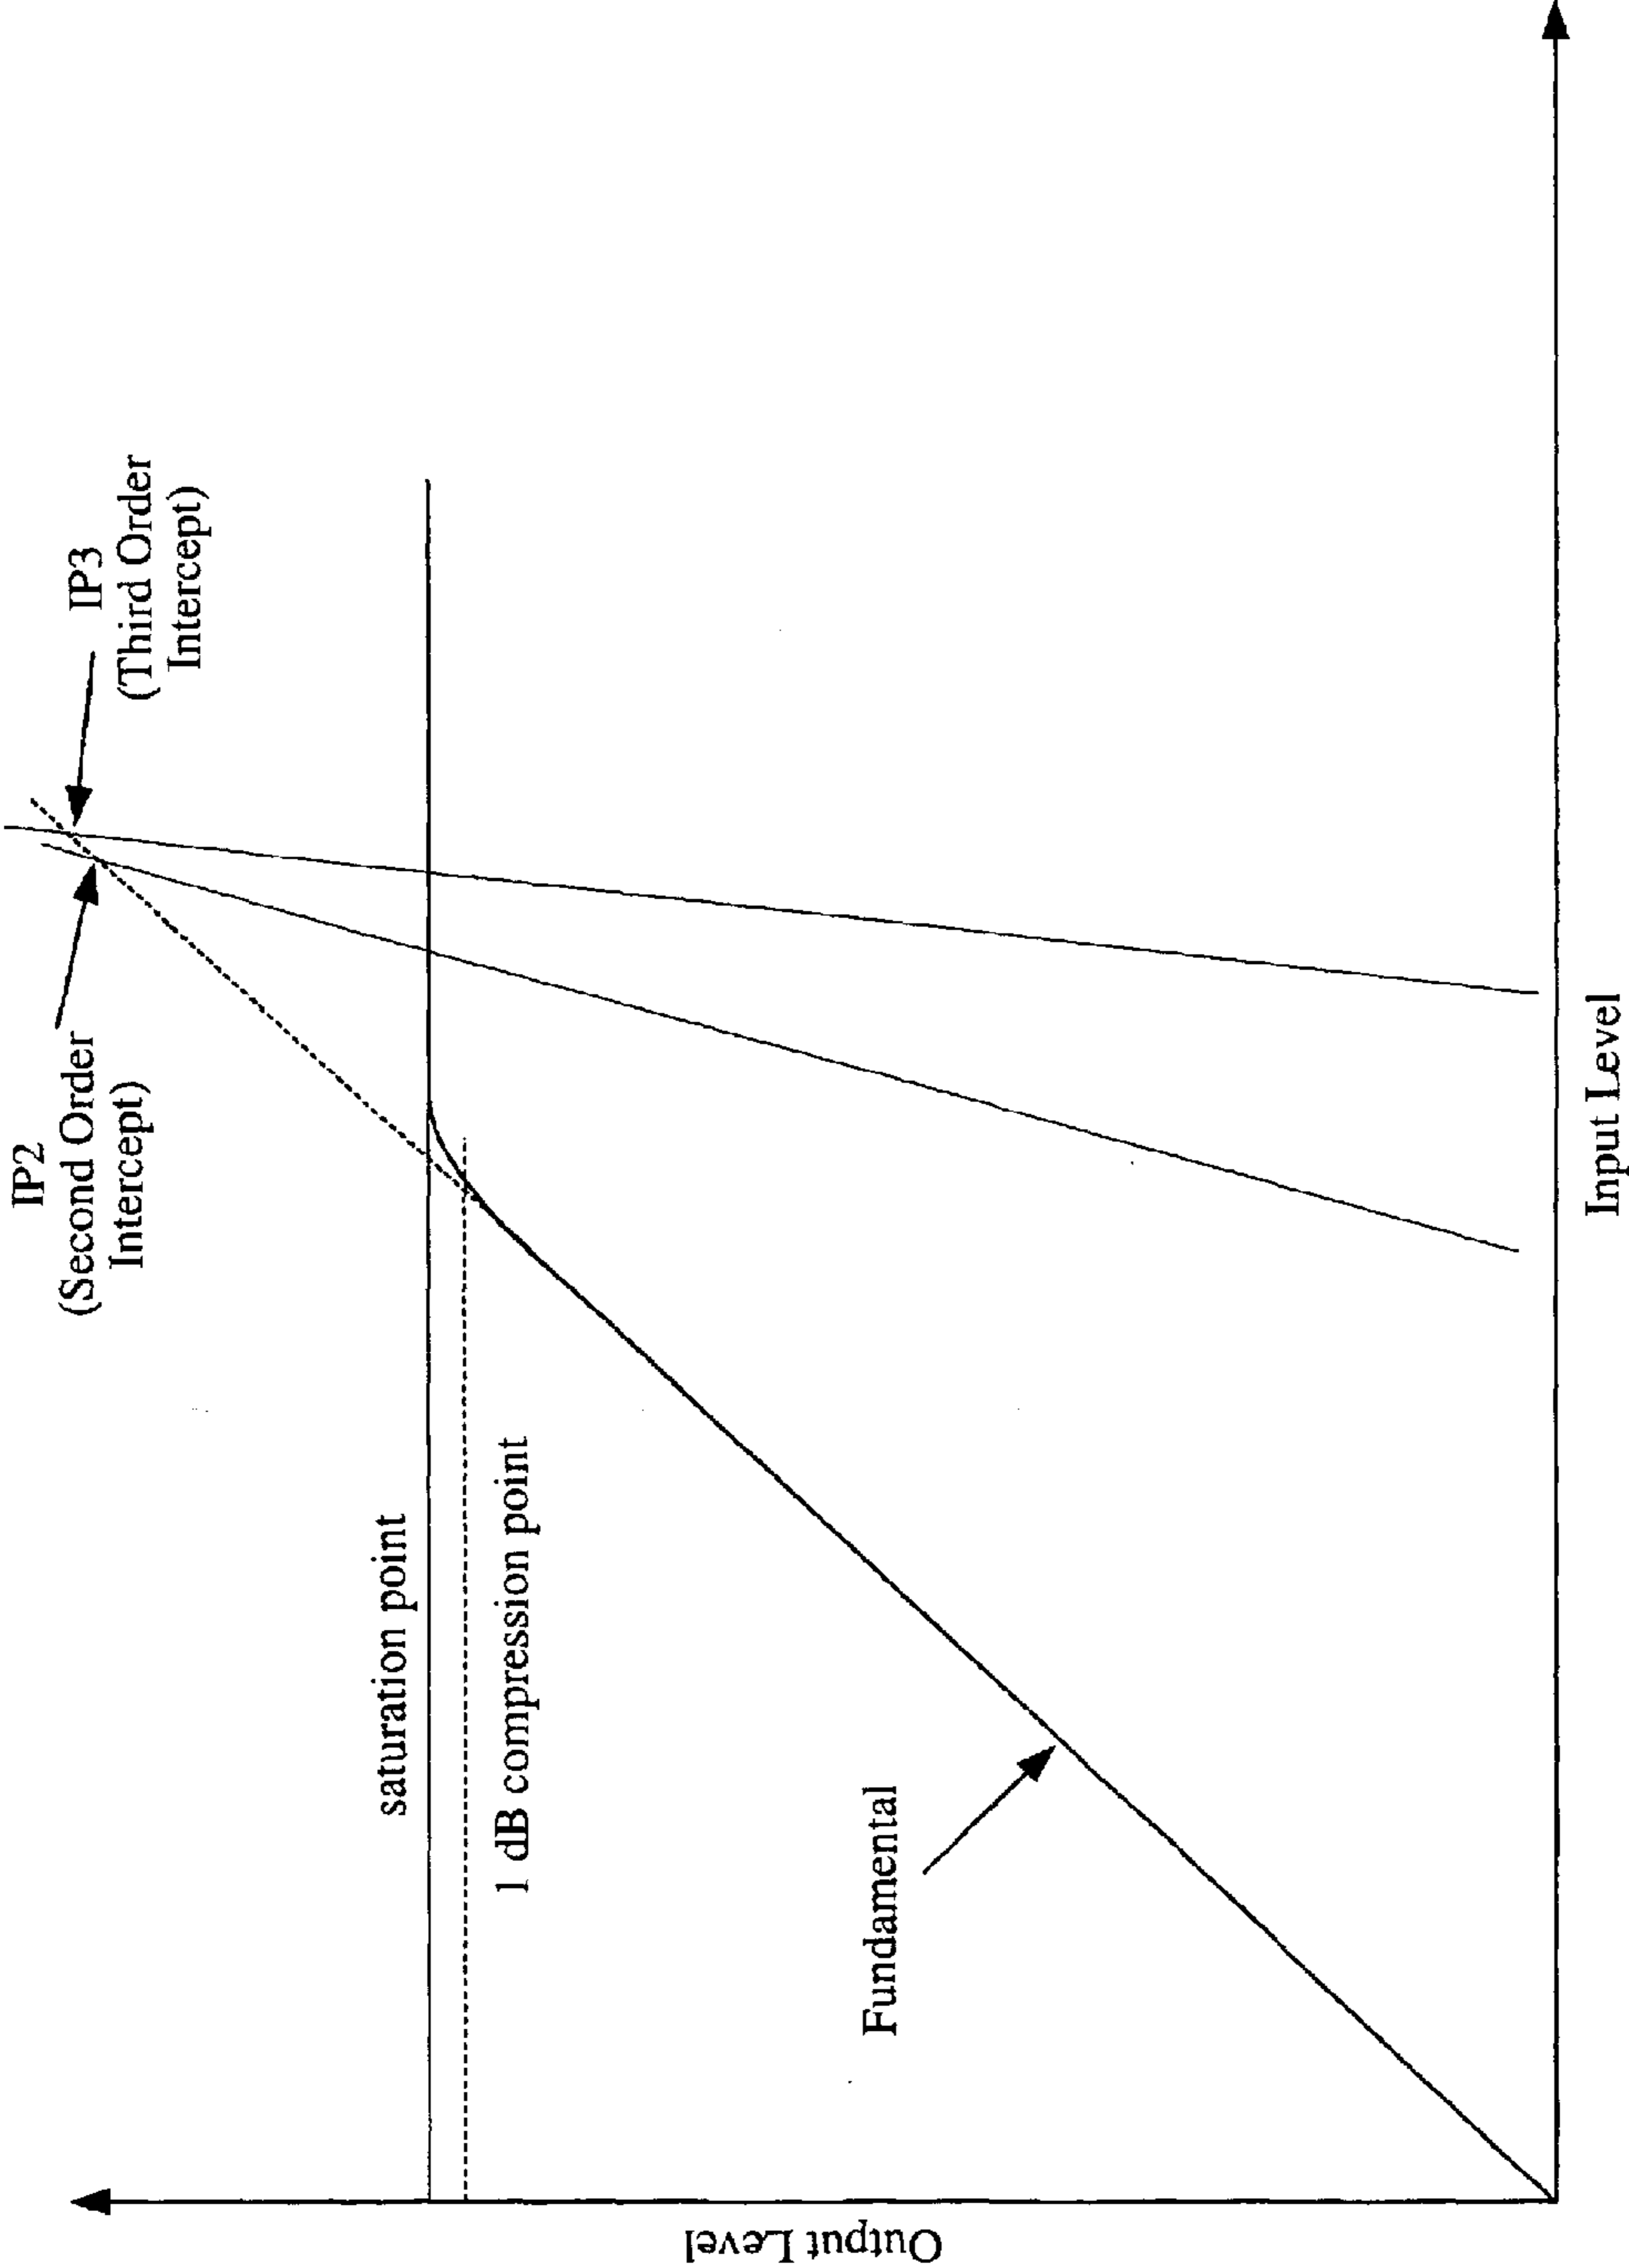 IP2
(Second Order
Intercept)
IP3
(Third Order
Intercept)
saturation point
1 dB compression point
Fundamental
Output Level
Input Level